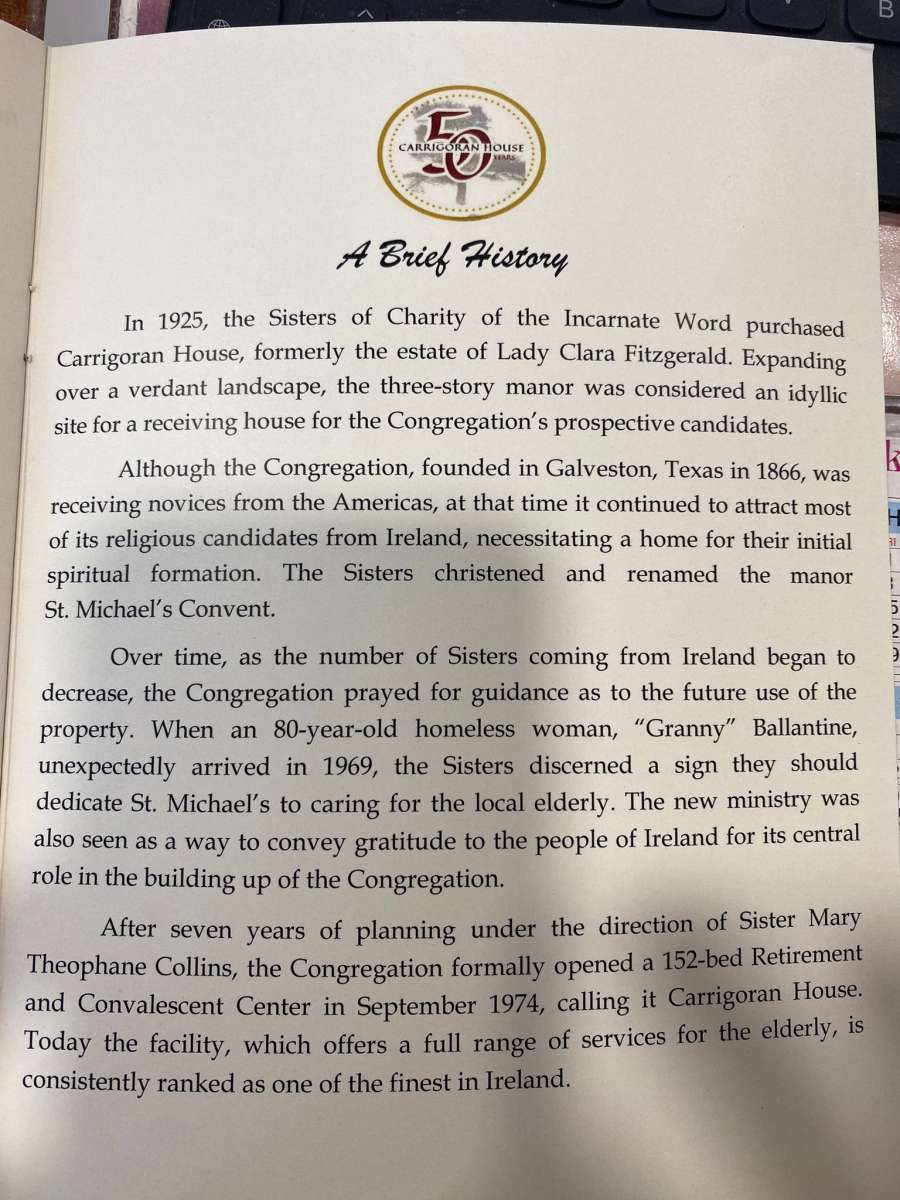 B
50
CARRIGORAN HOUSE
YEARS
A Brief History
In 1925, the Sisters of Charity of the Incarnate Word purchased
Carrigoran House, formerly the estate of Lady Clara Fitzgerald. Expanding
over a verdant landscape, the three-story manor was considered an idyllic
site for a receiving house for the Congregation's prospective candidates.
Although the Congregation, founded in Galveston, Texas in 1866, was
receiving novices from the Americas, at that time it continued to attract most
of its religious candidates from Ireland, necessitating a home for their initial
spiritual formation. The Sisters christened and renamed the manor
St. Michael's Convent.
Over time, as the number of Sisters coming from Ireland began to
decrease, the Congregation prayed for guidance as to the future use of the
property. When an 80-year-old homeless woman, "Granny" Ballantine,
unexpectedly arrived in 1969, the Sisters discerned a sign they should
dedicate St. Michael's to caring for the local elderly. The new ministry was
also seen as a way to convey gratitude to the people of Ireland for its central
role in the building up of the Congregation.
After seven years of planning under the direction of Sister Mary
Theophane Collins, the Congregation formally opened a 152-bed Retirement
and Convalescent Center in September 1974, calling it Carrigoran House.
Today the facility, which offers a full range of services for the elderly, is
consistently ranked as one of the finest in Ireland.